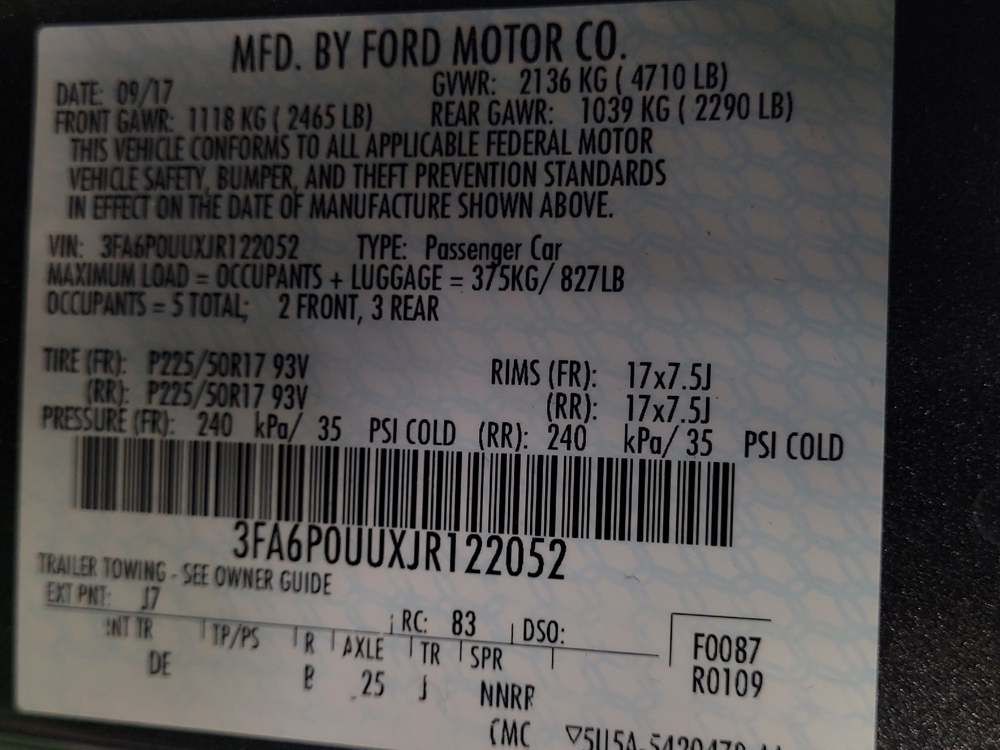 MFD. BY FORD MOTOR CO.
DATE: 09/17 GVWR: 2136 KG ( 4710 LB)
FRONT GAWR: 1118 KG ( 2465 LB) REAR GAWR: 1039 KG ( 2290 LB)
THIS VEHICLE CONFORMS TO ALL APPLICABLE FEDERAL MOTOR
VEHICLE SAFETY, BUMPER, AND THEFT PREVENTION STANDARDS
IN EFFECT ON THE DATE OF MANUFACTURE SHOWN ABOVE.
VIN: 3FA6P0UUXJR122052 TYPE: Passenger Car
MAXIMUM LOAD = OCCUPANTS + LUGGAGE = 375KG/ 827LB
OCCUPANTS = 5 TOTAL; 2 FRONT, 3 REAR
TIRE (FR): P225/50R17 93V RIMS (FR): 17x7.5J
(RR): P225/50R17 93V (RR): 17x7.5J
PRESSURE (FR): 240 kPa/ 35 PSI COLD (RR): 240 kPa/ 35 PSI COLD
3FA6P0UUXJR122052
TRAILER TOWING - SEE OWNER GUIDE
EXT PNT: J7 RC: 83 DSO: F0087
INT TR TP/PS R AXLE TR SPR R0109
DE B 25 J NNRR